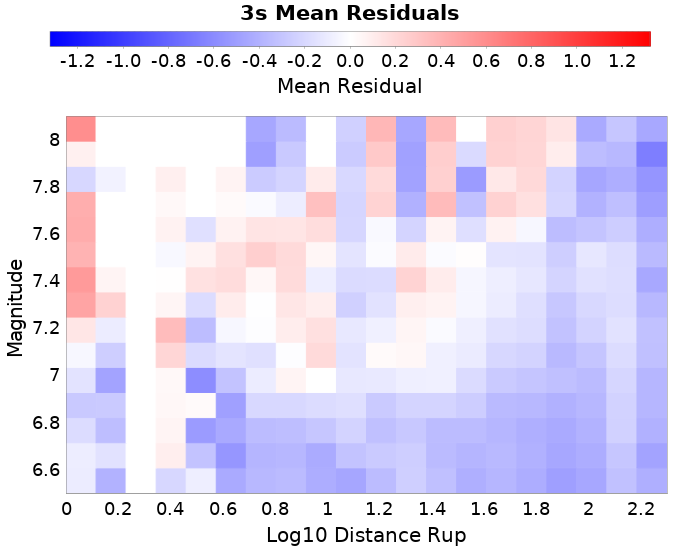 3s Mean Residuals
-1.2 -1.0 -0.8 -0.6 -0.4 -0.2 0.0 0.2 0.4 0.6 0.8 1.0 1.2
Mean Residual
8
7.8
7.6
7.4
7.2
7
6.8
6.6
Magnitude
0 0.2 0.4 0.6 0.8 1 1.2 1.4 1.6 1.8 2 2.2
Log10 Distance Rup